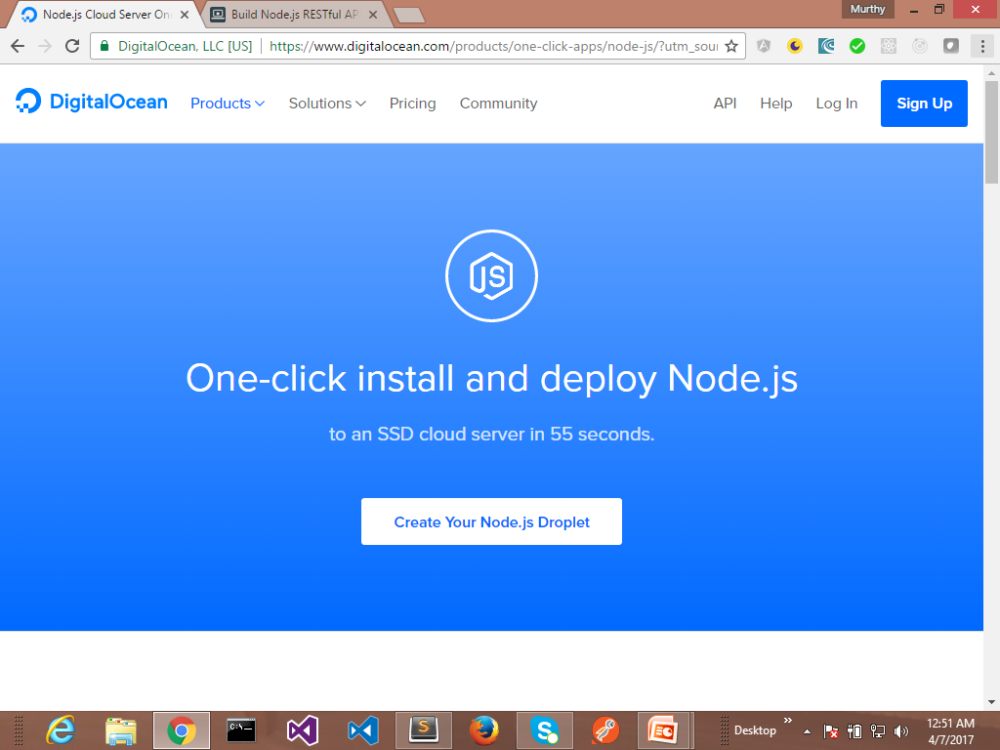 Node.js Cloud Server On
Build Node.js RESTful AP
Murthy
DigitalOcean, LLC [US]
https://www.digitalocean.com/products/one-click-apps/node-js/?utm_sour
DigitalOcean
Products
Solutions
Pricing
Community
API
Help
Log In
Sign Up
JS
One-click install and deploy Node.js
to an SSD cloud server in 55 seconds.
Create Your Node.js Droplet
Desktop
12:51 AM
4/7/2017